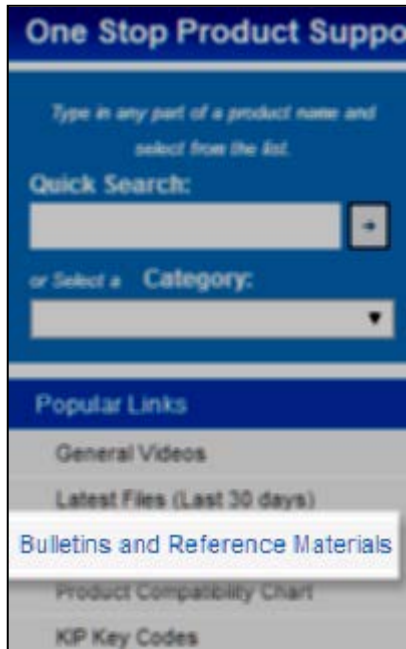 One Stop Product Suppo
Type in any part of a product name and
select from the list.
Quick Search:
or Select a Category:
Popular Links
General Videos
Latest Files (Last 30 days)
Bulletins and Reference Materials
Product Compatibility Chart
KIP Key Codes